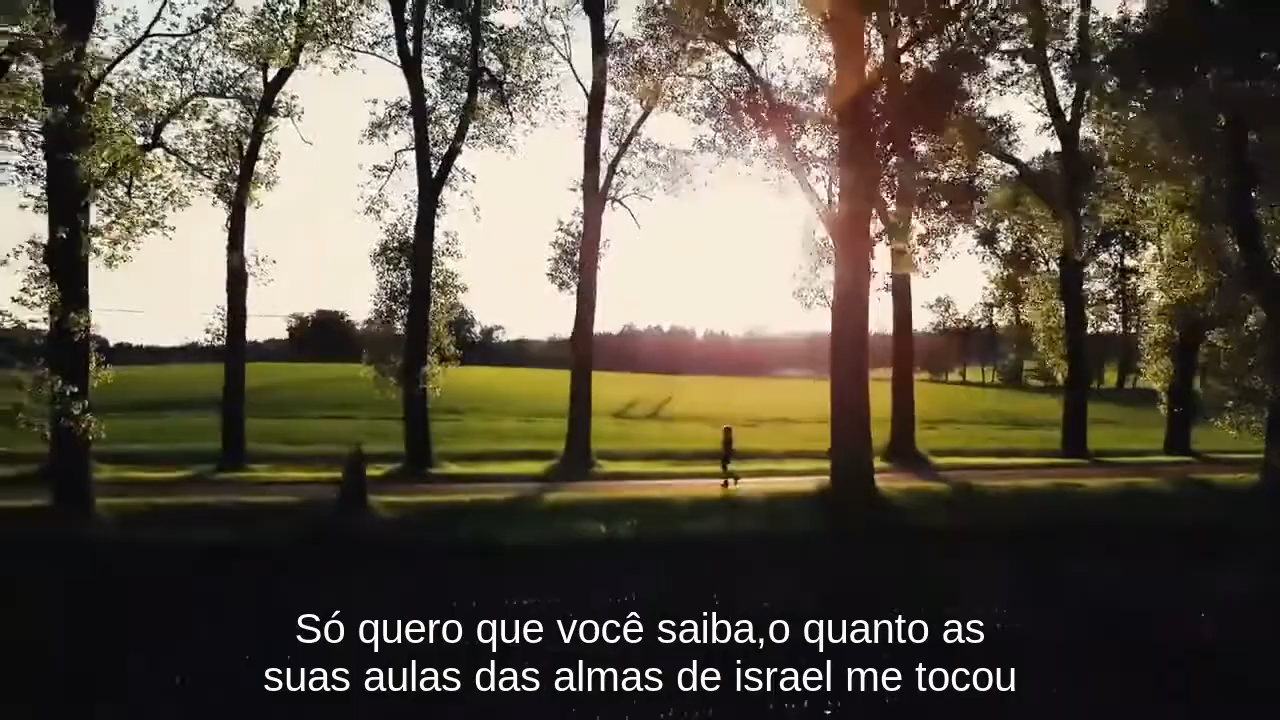 Só quero que você saiba,o quanto as
suas aulas das almas de israel me tocou